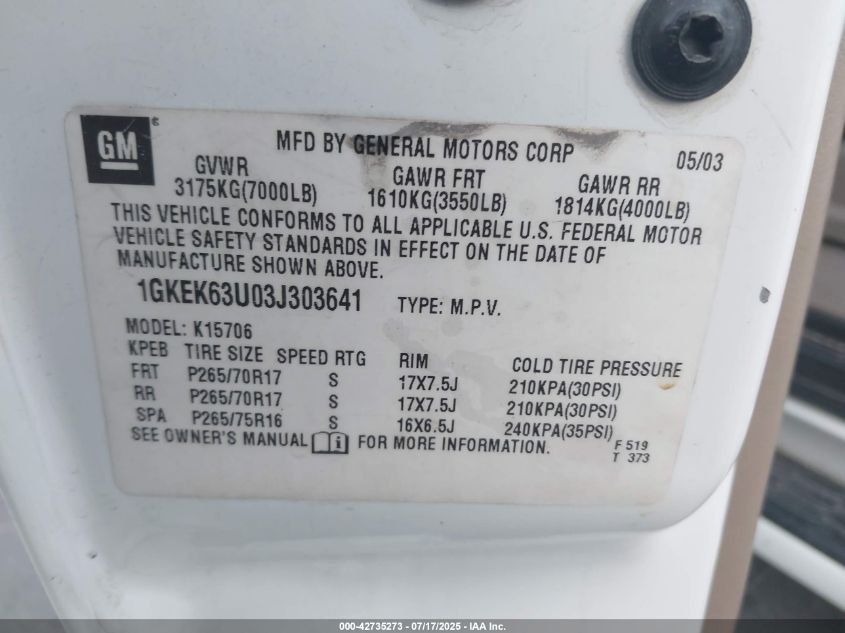 GM ®
MFD BY GENERAL MOTORS CORP 05/03
GVWR GAWR FRT GAWR RR
3175KG(7000LB) 1610KG(3550LB) 1814KG(4000LB)
THIS VEHICLE CONFORMS TO ALL APPLICABLE U.S. FEDERAL MOTOR
VEHICLE SAFETY STANDARDS IN EFFECT ON THE DATE OF
MANUFACTURE SHOWN ABOVE.
1GKEK63U03J303641 TYPE: M.P.V.
MODEL: K15706
KPEB TIRE SIZE SPEED RTG RIM COLD TIRE PRESSURE
FRT P265/70R17 S 17X7.5J 210KPA(30PSI)
RR P265/70R17 S 17X7.5J 210KPA(30PSI)
SPA P265/75R16 S 16X6.5J 240KPA(35PSI)
SEE OWNER'S MANUAL i FOR MORE INFORMATION.
F 519
T 373
000-42735273 | 07/17/2025 - IAA Inc.